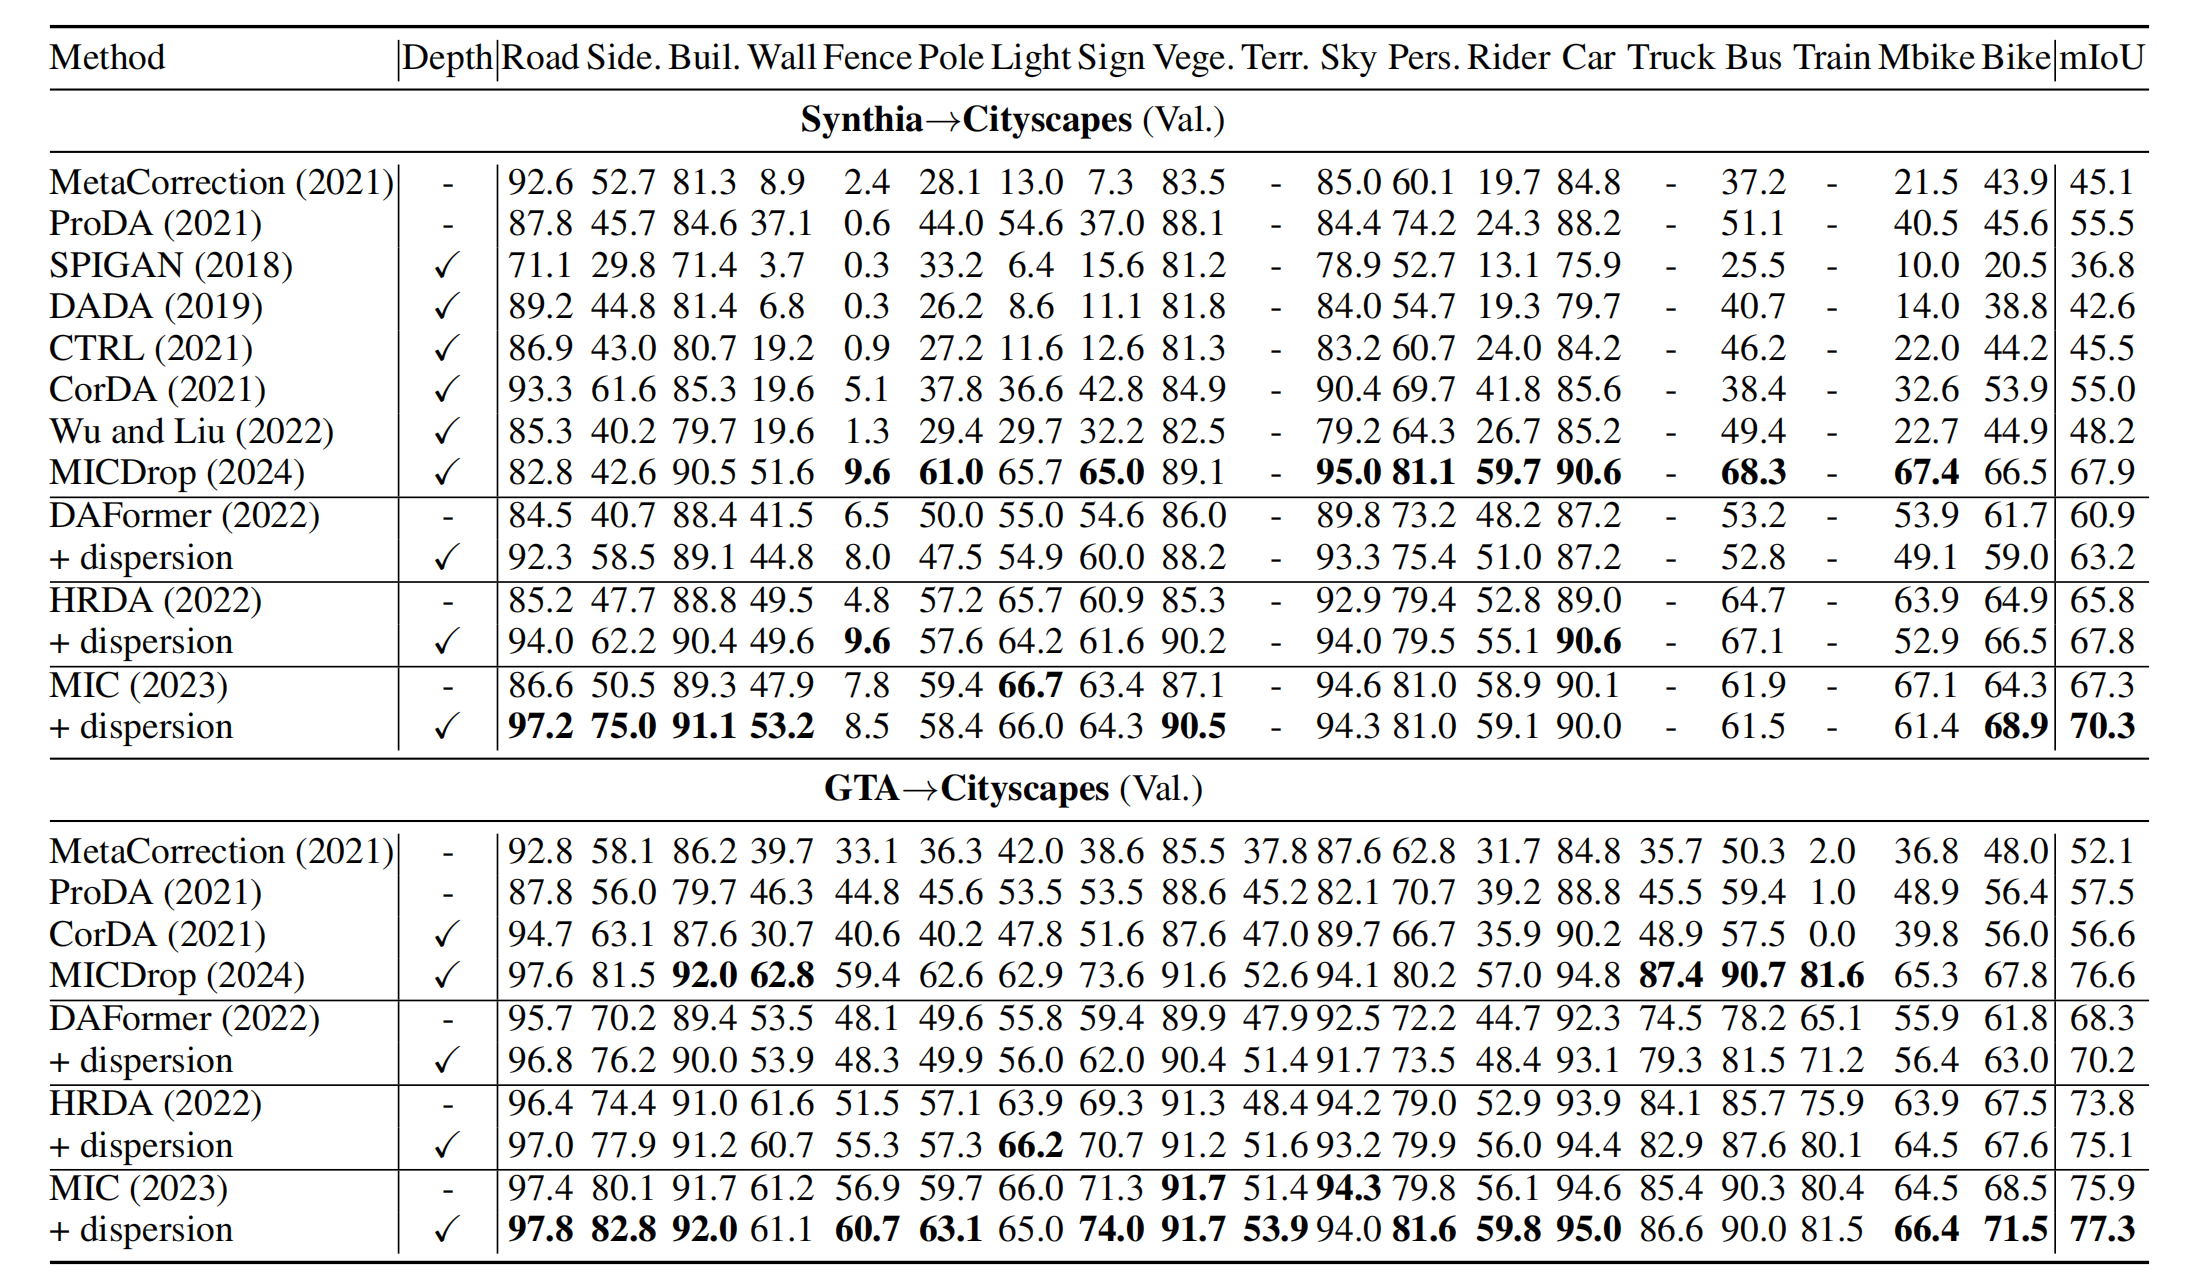 Method Depth Road Side. Buil. Wall Fence Pole Light Sign Vege. Terr. Sky Pers. Rider Car Truck Bus Train Mbike Bike mIoU
Synthia→Cityscapes (Val.)
MetaCorrection (2021) - 92.6 52.7 81.3 8.9 2.4 28.1 13.0 7.3 83.5 - 85.0 60.1 19.7 84.8 - 37.2 - 21.5 43.9 45.1
ProDA (2021) - 87.8 45.7 84.6 37.1 0.6 44.0 54.6 37.0 88.1 - 84.4 74.2 24.3 88.2 - 51.1 - 40.5 45.6 55.5
SPIGAN (2018) ✓ 71.1 29.8 71.4 3.7 0.3 33.2 6.4 15.6 81.2 - 78.9 52.7 13.1 75.9 - 25.5 - 10.0 20.5 36.8
DADA (2019) ✓ 89.2 44.8 81.4 6.8 0.3 26.2 8.6 11.1 81.8 - 84.0 54.7 19.3 79.7 - 40.7 - 14.0 38.8 42.6
CTRL (2021) ✓ 86.9 43.0 80.7 19.2 0.9 27.2 11.6 12.6 81.3 - 83.2 60.7 24.0 84.2 - 46.2 - 22.0 44.2 45.5
CorDA (2021) ✓ 93.3 61.6 85.3 19.6 5.1 37.8 36.6 42.8 84.9 - 90.4 69.7 41.8 85.6 - 38.4 - 32.6 53.9 55.0
Wu and Liu (2022) ✓ 85.3 40.2 79.7 19.6 1.3 29.4 29.7 32.2 82.5 - 79.2 64.3 26.7 85.2 - 49.4 - 22.7 44.9 48.2
MICDrop (2024) ✓ 82.8 42.6 90.5 51.6 9.6 61.0 65.7 65.0 89.1 - 95.0 81.1 59.7 90.6 - 68.3 - 67.4 66.5 67.9
DAFormer (2022) - 84.5 40.7 88.4 41.5 6.5 50.0 55.0 54.6 86.0 - 89.8 73.2 48.2 87.2 - 53.2 - 53.9 61.7 60.9
+ dispersion ✓ 92.3 58.5 89.1 44.8 8.0 47.5 54.9 60.0 88.2 - 93.3 75.4 51.0 87.2 - 52.8 - 49.1 59.0 63.2
HRDA (2022) - 85.2 47.7 88.8 49.5 4.8 57.2 65.7 60.9 85.3 - 92.9 79.4 52.8 89.0 - 64.7 - 63.9 64.9 65.8
+ dispersion ✓ 94.0 62.2 90.4 49.6 9.6 57.6 64.2 61.6 90.2 - 94.0 79.5 55.1 90.6 - 67.1 - 52.9 66.5 67.8
MIC (2023) - 86.6 50.5 89.3 47.9 7.8 59.4 66.7 63.4 87.1 - 94.6 81.0 58.9 90.1 - 61.9 - 67.1 64.3 67.3
+ dispersion ✓ 97.2 75.0 91.1 53.2 8.5 58.4 66.0 64.3 90.5 - 94.3 81.0 59.1 90.0 - 61.5 - 61.4 68.9 70.3
GTA→Cityscapes (Val.)
MetaCorrection (2021) - 92.8 58.1 86.2 39.7 33.1 36.3 42.0 38.6 85.5 37.8 87.6 62.8 31.7 84.8 35.7 50.3 2.0 36.8 48.0 52.1
ProDA (2021) - 87.8 56.0 79.7 46.3 44.8 45.6 53.5 53.5 88.6 45.2 82.1 70.7 39.2 88.8 45.5 59.4 1.0 48.9 56.4 57.5
CorDA (2021) ✓ 94.7 63.1 87.6 30.7 40.6 40.2 47.8 51.6 87.6 47.0 89.7 66.7 35.9 90.2 48.9 57.5 0.0 39.8 56.0 56.6
MICDrop (2024) ✓ 97.6 81.5 92.0 62.8 59.4 62.6 62.9 73.6 91.6 52.6 94.1 80.2 57.0 94.8 87.4 90.7 81.6 65.3 67.8 76.6
DAFormer (2022) - 95.7 70.2 89.4 53.5 48.1 49.6 55.8 59.4 89.9 47.9 92.5 72.2 44.7 92.3 74.5 78.2 65.1 55.9 61.8 68.3
+ dispersion ✓ 96.8 76.2 90.0 53.9 48.3 49.9 56.0 62.0 90.4 51.4 91.7 73.5 48.4 93.1 79.3 81.5 71.2 56.4 63.0 70.2
HRDA (2022) - 96.4 74.4 91.0 61.6 51.5 57.1 63.9 69.3 91.3 48.4 94.2 79.0 52.9 93.9 84.1 85.7 75.9 63.9 67.5 73.8
+ dispersion ✓ 97.0 77.9 91.2 60.7 55.3 57.3 66.2 70.7 91.2 51.6 93.2 79.9 56.0 94.4 82.9 87.6 80.1 64.5 67.6 75.1
MIC (2023) - 97.4 80.1 91.7 61.2 56.9 59.7 66.0 71.3 91.7 51.4 94.3 79.8 56.1 94.6 85.4 90.3 80.4 64.5 68.5 75.9
+ dispersion ✓ 97.8 82.8 92.0 61.1 60.7 63.1 65.0 74.0 91.7 53.9 94.0 81.6 59.8 95.0 86.6 90.0 81.5 66.4 71.5 77.3